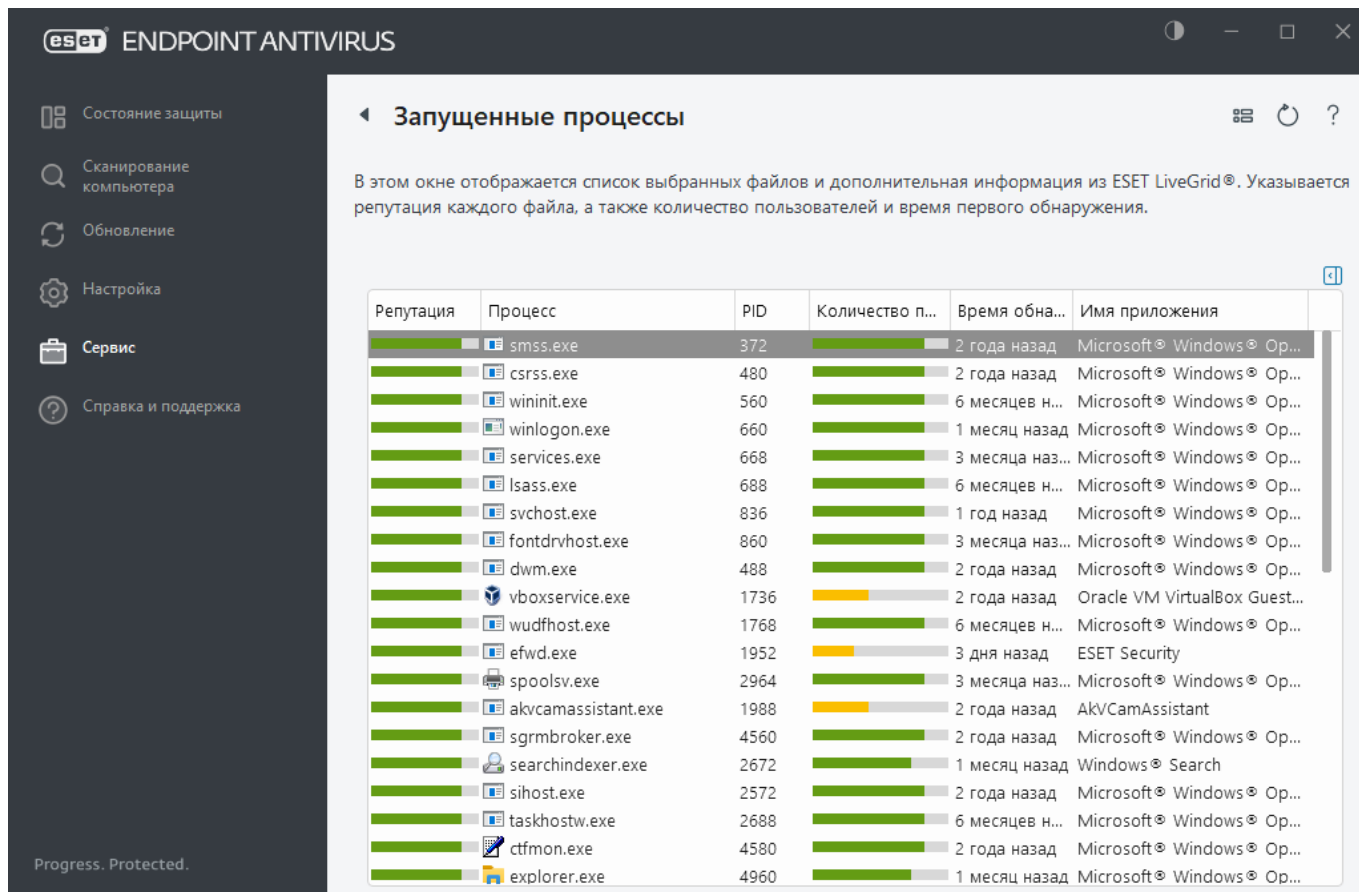 eset ENDPOINT ANTIVIRUS
Состояние защиты
Сканирование
компьютера
Обновление
Настройка
Сервис
Справка и поддержка
Progress. Protected.
Запущенные процессы
?
В этом окне отображается список выбранных файлов и дополнительная информация из ESET LiveGrid®. Указывается
репутация каждого файла, а также количество пользователей и время первого обнаружения.
Репутация Процесс PID Количество п... Время обна... Имя приложения
smss.exe 372 2 года назад Microsoft® Windows® Op...
csrss.exe 480 2 года назад Microsoft® Windows® Op...
wininit.exe 560 6 месяцев н... Microsoft® Windows® Op...
winlogon.exe 660 1 месяц назад Microsoft® Windows® Op...
services.exe 668 3 месяца наз... Microsoft® Windows® Op...
lsass.exe 688 6 месяцев н... Microsoft® Windows® Op...
svchost.exe 836 1 год назад Microsoft® Windows® Op...
fontdrvhost.exe 860 3 месяца наз... Microsoft® Windows® Op...
dwm.exe 488 2 года назад Microsoft® Windows® Op...
vboxservice.exe 1736 2 года назад Oracle VM VirtualBox Guest...
wudfhost.exe 1768 6 месяцев н... Microsoft® Windows® Op...
efwd.exe 1952 3 дня назад ESET Security
spoolsv.exe 2964 3 месяца наз... Microsoft® Windows® Op...
akvcamassistant.exe 1988 2 года назад AkVCamAssistant
sgrmbroker.exe 4560 2 года назад Microsoft® Windows® Op...
searchindexer.exe 2672 1 месяц назад Windows® Search
sihost.exe 2572 2 года назад Microsoft® Windows® Op...
taskhostw.exe 2688 6 месяцев н... Microsoft® Windows® Op...
ctfmon.exe 4580 2 года назад Microsoft® Windows® Op...
explorer.exe 4960 1 месяц назад Microsoft® Windows® Op...